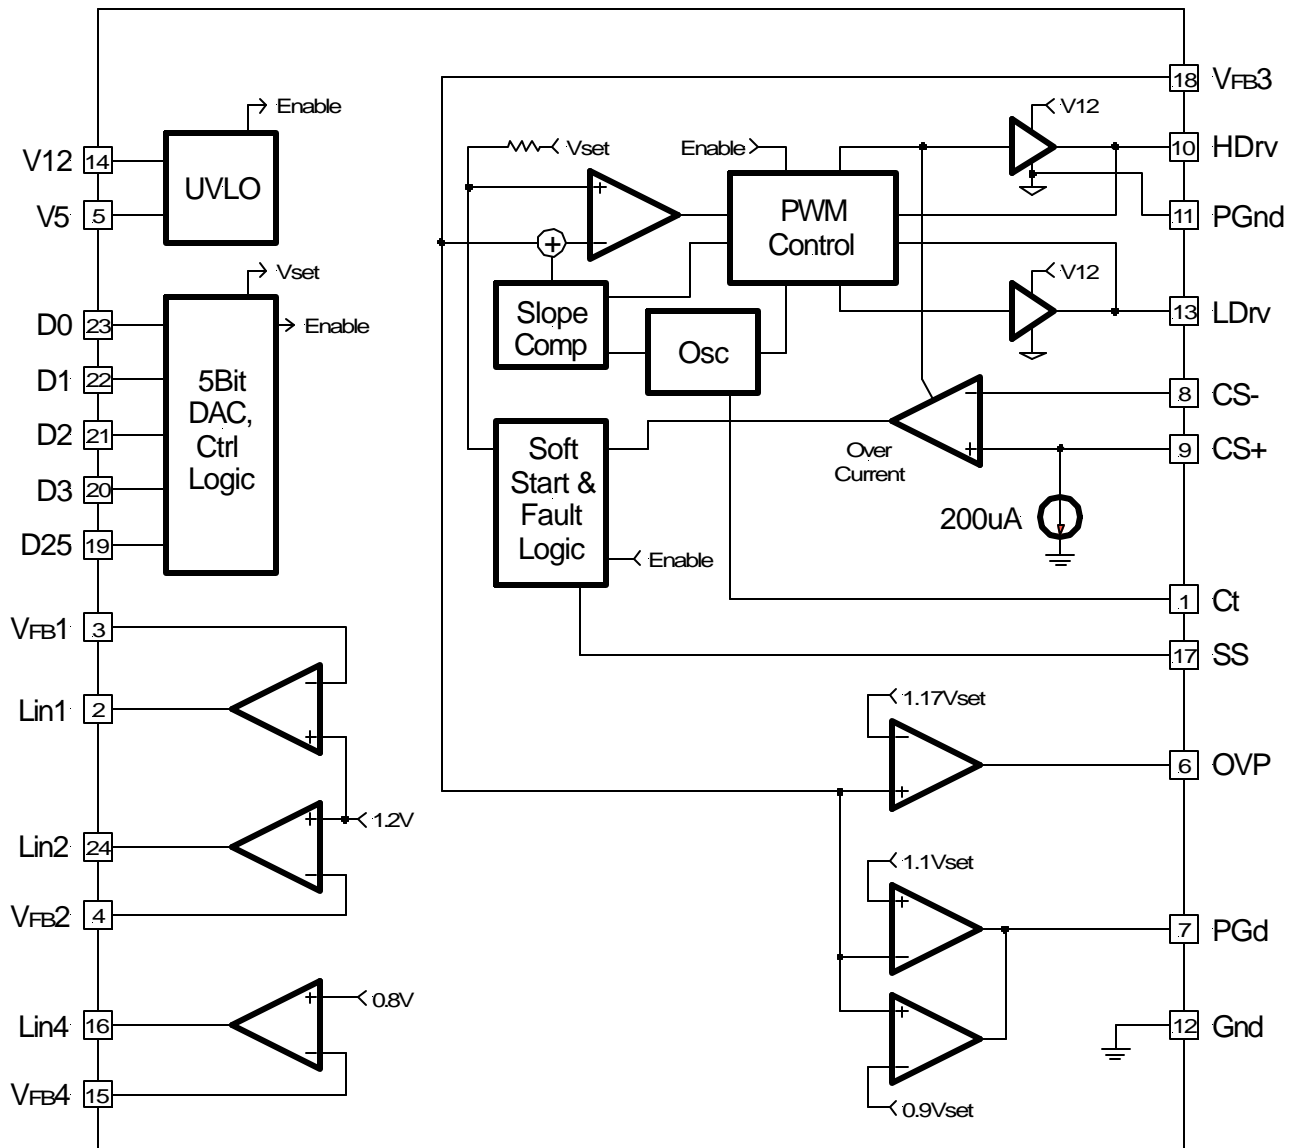 Enable
V12
14
UVLO
V5
5
Vset
D0
23
Enable
D1
22
D2
21
D3
20
D25
19
5Bit
DAC,
Ctrl
Logic
VFB1
3
Lin1
2
−
+
Lin2
24
+
1.2V
−
VFB2
4
Lin4
16
+
0.8V
−
VFB4
15
18
VFB3
V12
Vset
Enable
10
HDrv
+
−
+
PWM
Control
11
PGnd
V12
Slope
Comp
Osc
13
LDrv
−
8
CS-
+
9
CS+
Over
Current
Soft
Start &
Fault
Logic
200uA
Enable
1
Ct
17
SS
1.17Vset
−
+
6
OVP
1.1Vset
+
−
7
PGd
+
−
0.9Vset
12
Gnd